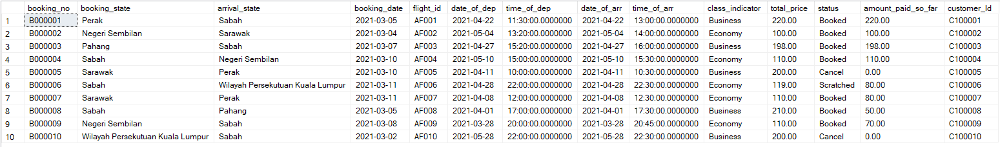 booking_no booking_state arrival_state booking_date flight_id date_of_dep time_of_dep date_of_arr time_of_arr class_indicator total_price status amount_paid_so_far customer_Id
1 B000001 Perak Sabah 2021-03-05 AF001 2021-04-22 11:30:00.0000000 2021-04-22 13:00:00.0000000 Business 220.00 Booked 220.00 C100001
2 B000002 Negeri Sembilan Sarawak 2021-03-04 AF002 2021-05-04 13:20:00.0000000 2021-05-04 14:00:00.0000000 Economy 100.00 Booked 100.00 C100002
3 B000003 Pahang Sabah 2021-03-07 AF003 2021-04-27 15:20:00.0000000 2021-04-27 16:00:00.0000000 Business 198.00 Booked 198.00 C100003
4 B000004 Sabah Negeri Sembilan 2021-03-10 AF004 2021-05-10 15:00:00.0000000 2021-05-10 15:30:00.0000000 Economy 110.00 Booked 110.00 C100004
5 B000005 Sarawak Perak 2021-03-10 AF005 2021-04-11 10:00:00.0000000 2021-04-11 10:30:00.0000000 Business 200.00 Cancel 0.00 C100005
6 B000006 Sabah Wilayah Persekutuan Kuala Lumpur 2021-03-11 AF006 2021-04-28 22:00:00.0000000 2021-04-28 22:30:00.0000000 Economy 119.00 Scratched 80.00 C100006
7 B000007 Sarawak Perak 2021-03-11 AF007 2021-04-08 12:00:00.0000000 2021-04-08 12:30:00.0000000 Economy 110.00 Booked 80.00 C100007
8 B000008 Sabah Pahang 2021-03-05 AF008 2021-04-01 17:00:00.0000000 2021-04-01 17:30:00.0000000 Business 210.00 Booked 50.00 C100008
9 B000009 Negeri Sembilan Sabah 2021-03-08 AF009 2021-03-28 20:00:00.0000000 2021-03-28 20:45:00.0000000 Economy 110.00 Booked 70.00 C100009
10 B000010 Wilayah Persekutuan Kuala Lumpur Sabah 2021-03-02 AF010 2021-05-28 22:00:00.0000000 2021-05-28 22:30:00.0000000 Business 200.00 Cancel 0.00 C100010